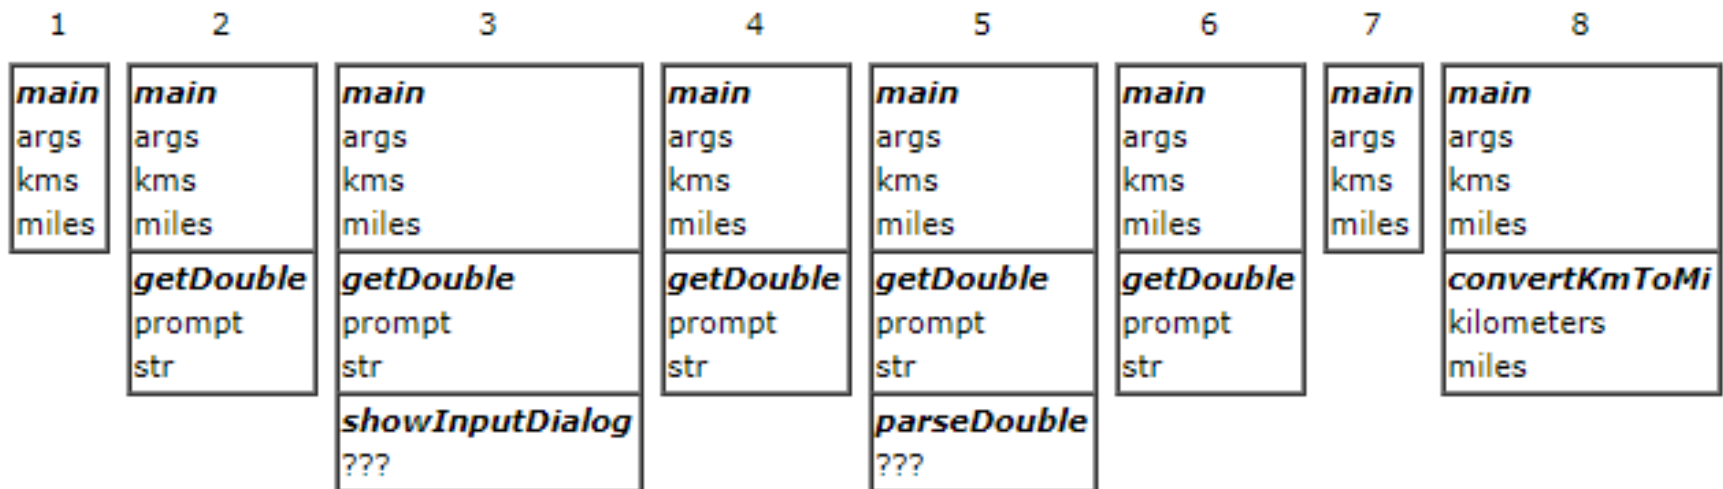 1 2 3 4 5 6 7 8
main main main main main main main main
args args args args args args args args
kms kms kms kms kms kms kms kms
miles miles miles miles miles miles miles miles
getDouble getDouble getDouble getDouble getDouble convertKmToMi
prompt prompt prompt prompt prompt kilometers
str str str str str miles
showInputDialog parseDouble
??? ???